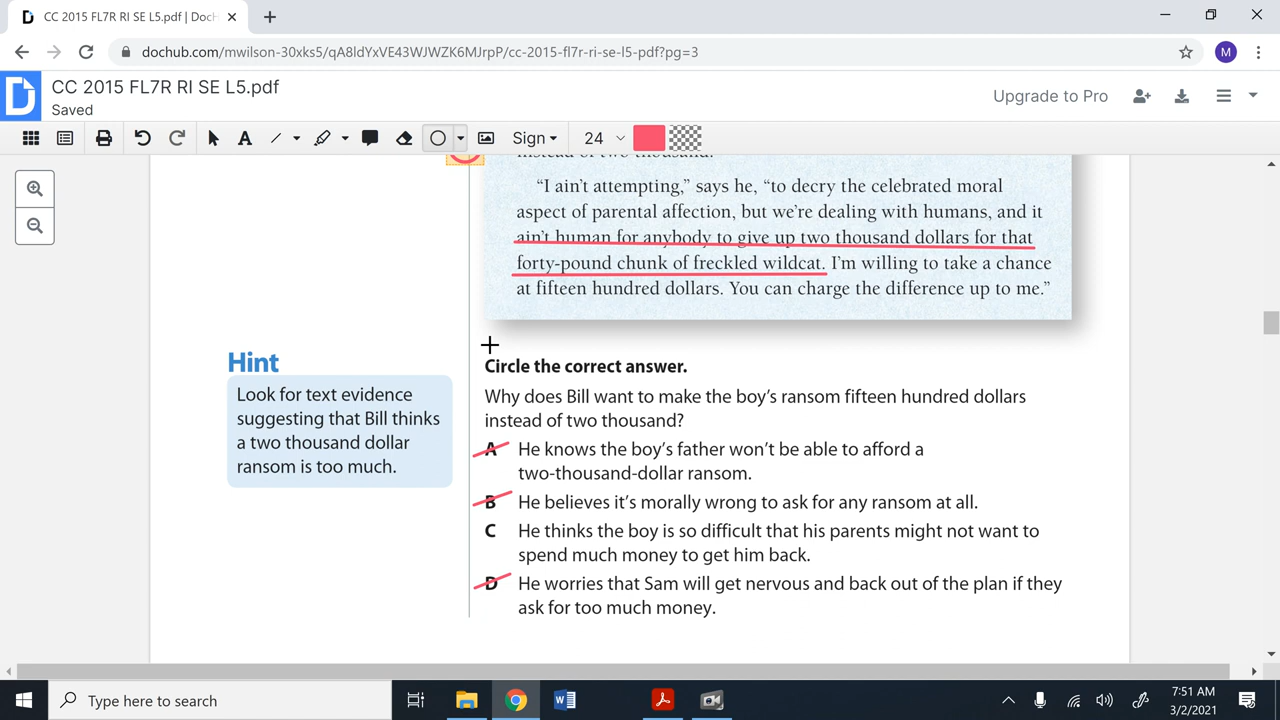 CC 2015 FL7R RI SE L5.pdf | DocH
dochub.com/mwilson-30xks5/qA8ldYxVE43WJWZK6MJrpP/cc-2015-fl7r-ri-se-l5-pdf?pg=3
M
CC 2015 FL7R RI SE L5.pdf
Saved
Upgrade to Pro
A
Sign
24
instead of two thousand.
“I ain’t attempting,” says he, “to decry the celebrated moral
aspect of parental affection, but we’re dealing with humans, and it
ain’t human for anybody to give up two thousand dollars for that
forty-pound chunk of freckled wildcat. I’m willing to take a chance
at fifteen hundred dollars. You can charge the difference up to me.”
Hint
Look for text evidence
suggesting that Bill thinks
a two thousand dollar
ransom is too much.
Circle the correct answer.
Why does Bill want to make the boy’s ransom fifteen hundred dollars
instead of two thousand?
A He knows the boy’s father won’t be able to afford a
two-thousand-dollar ransom.
B He believes it’s morally wrong to ask for any ransom at all.
C He thinks the boy is so difficult that his parents might not want to
spend much money to get him back.
D He worries that Sam will get nervous and back out of the plan if they
ask for too much money.
Type here to search
7:51 AM
3/2/2021